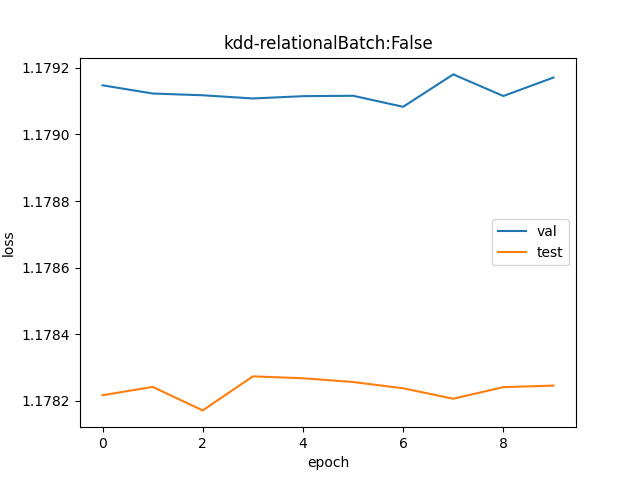 kdd-relationalBatch:False
1.1792
1.1790
1.1788
1.1786
1.1784
1.1782
loss
val
test
0 2 4 6 8
epoch